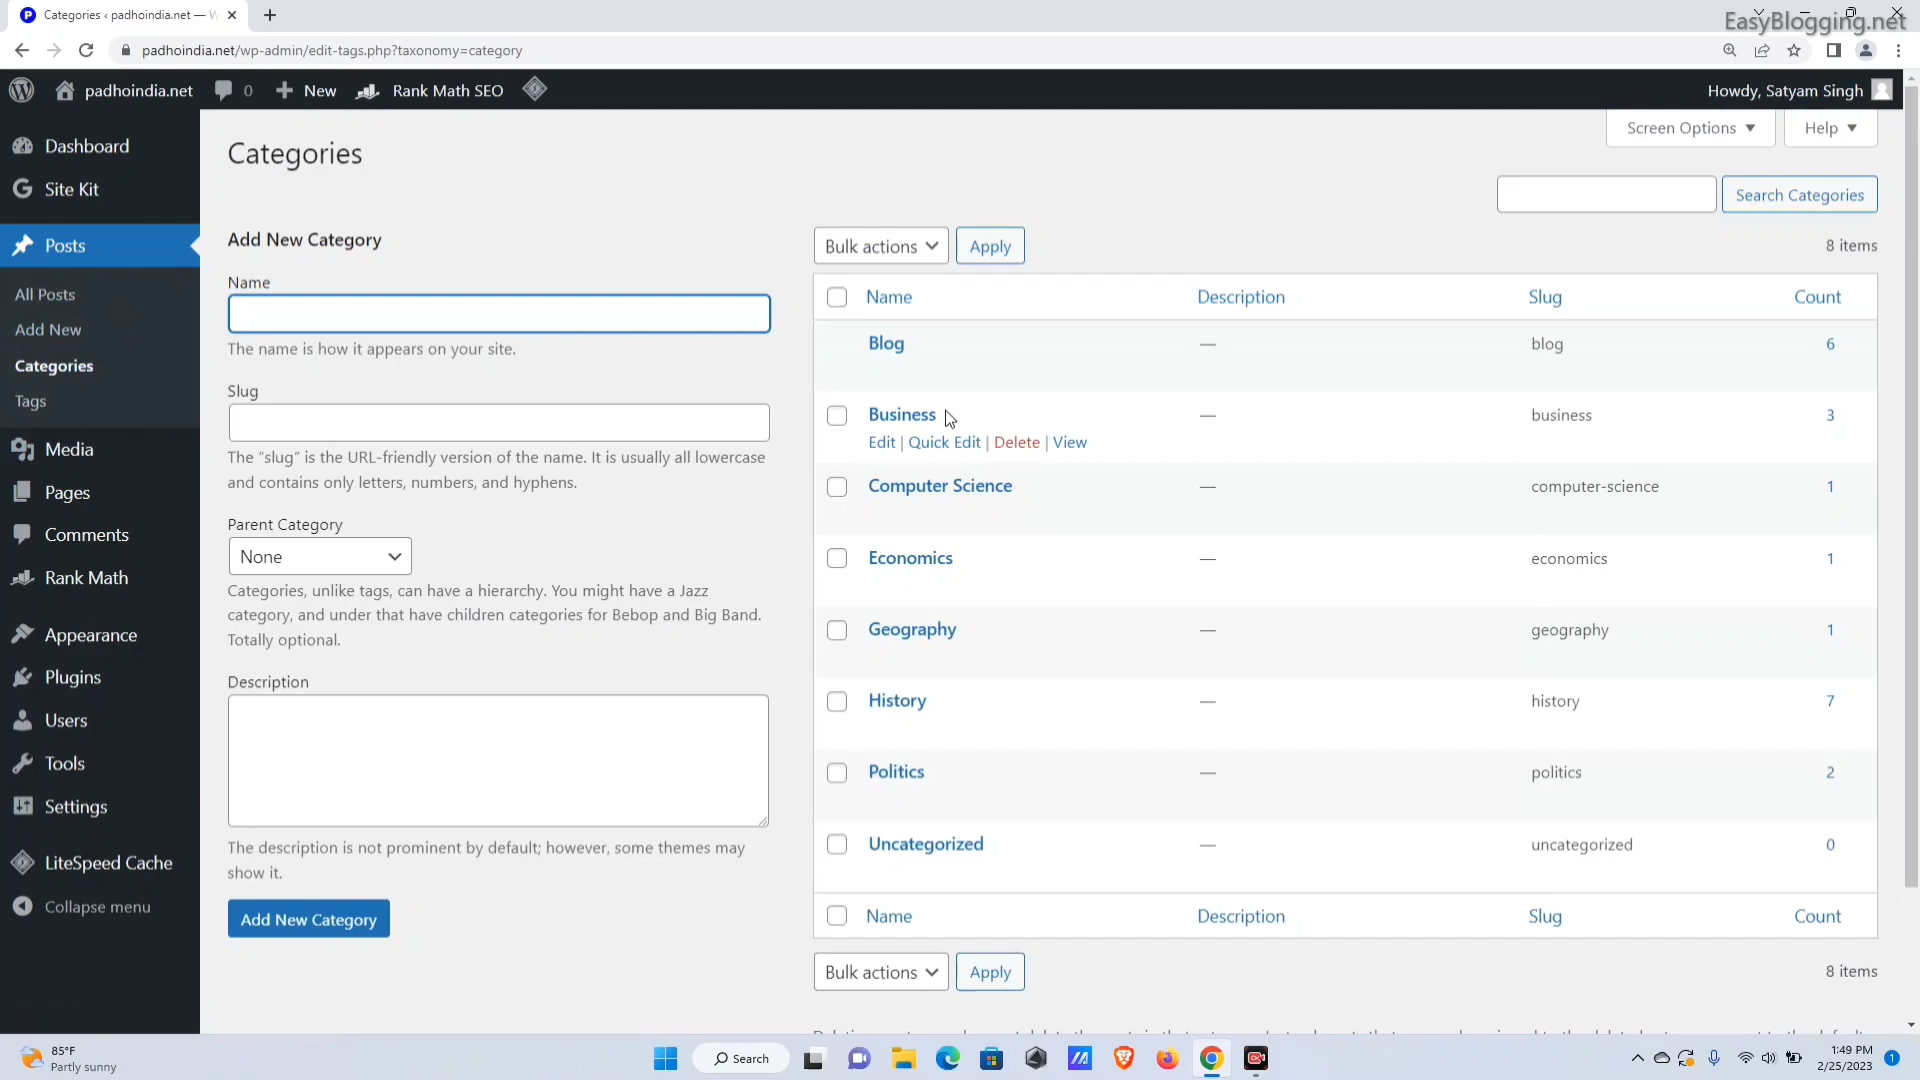 Categories ‹ padhoindia.net — W
EasyBlogging.net
padhoindia.net/wp-admin/edit-tags.php?taxonomy=category
padhoindia.net
0
New
Rank Math SEO
Howdy, Satyam Singh
Dashboard
Site Kit
Posts
All Posts
Add New
Categories
Tags
Media
Pages
Comments
Rank Math
Appearance
Plugins
Users
Tools
Settings
LiteSpeed Cache
Collapse menu
Screen Options
Help
Categories
Search Categories
Add New Category
Name
The name is how it appears on your site.
Slug
The “slug” is the URL-friendly version of the name. It is usually all lowercase
and contains only letters, numbers, and hyphens.
Parent Category
None
Categories, unlike tags, can have a hierarchy. You might have a Jazz
category, and under that have children categories for Bebop and Big Band.
Totally optional.
Description
The description is not prominent by default; however, some themes may
show it.
Add New Category
Bulk actions
Apply
8 items
Name Description Slug Count
Blog — blog 6
Business — business 3
Edit | Quick Edit | Delete | View
Computer Science — computer-science 1
Economics — economics 1
Geography — geography 1
History — history 7
Politics — politics 2
Uncategorized — uncategorized 0
Name Description Slug Count
Bulk actions
Apply
8 items
85°F
Partly sunny
Search
1:49 PM
2/25/2023
1